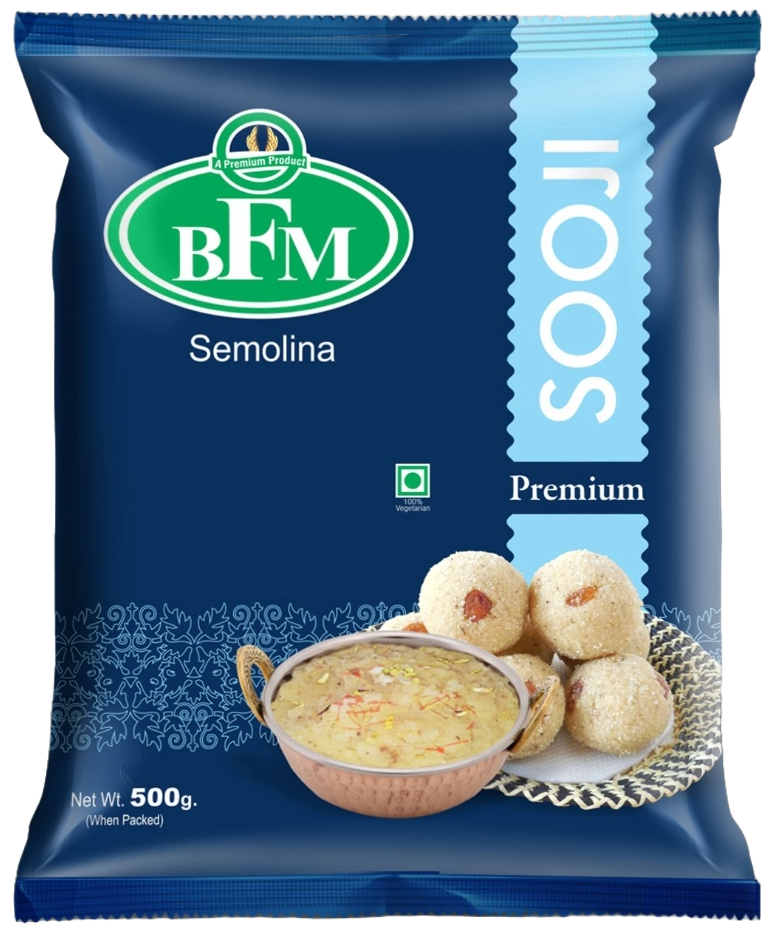 A Premium Product
BFM
Semolina
SOOJI
100%
Vegetarian
Premium
Net Wt. 500g.
(When Packed)